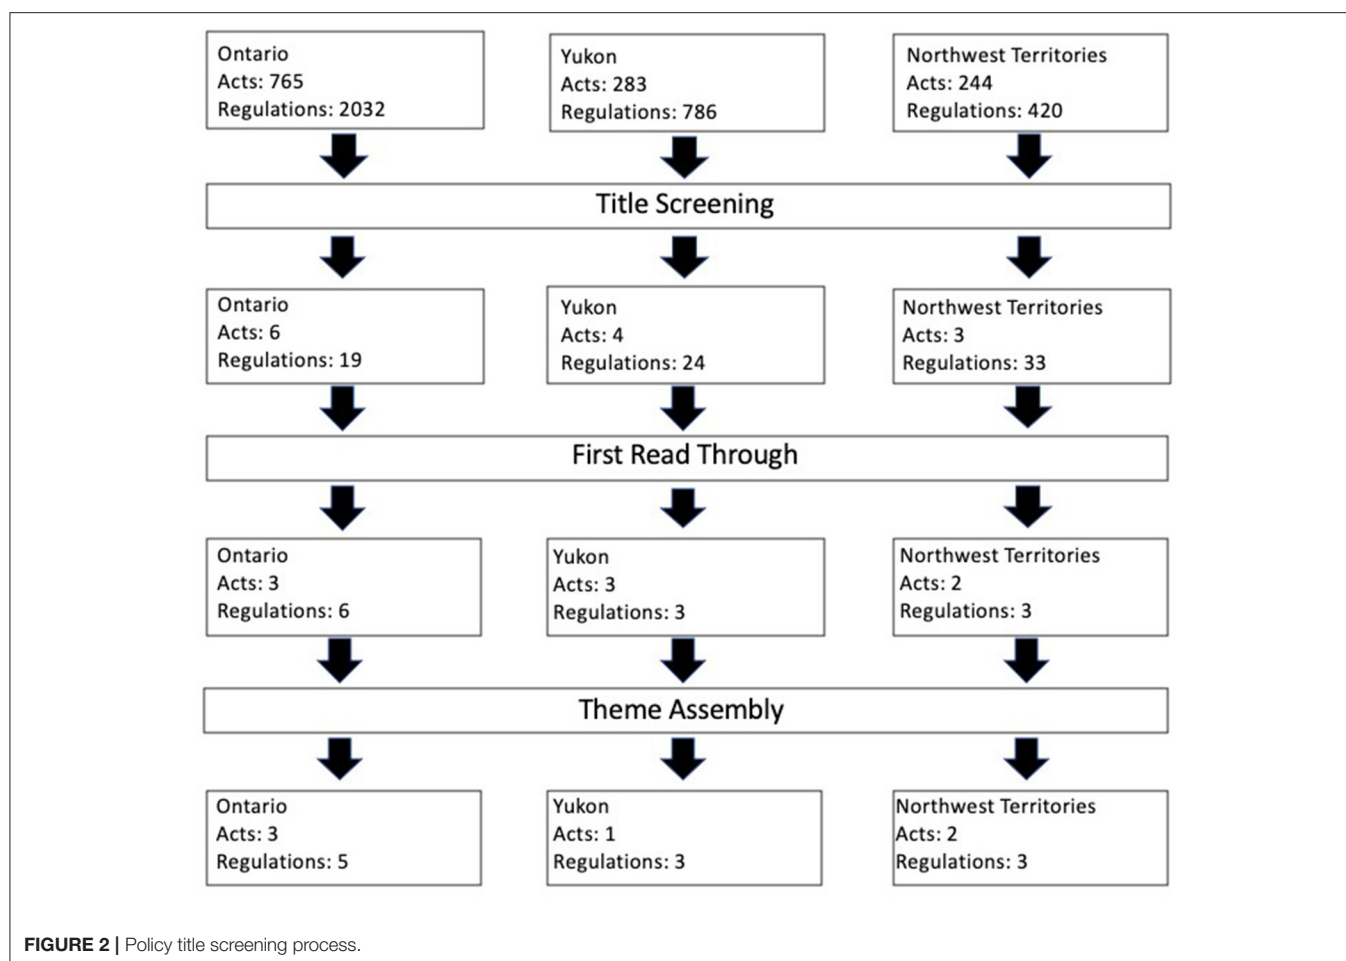 Ontario
Acts: 765
Regulations: 2032
Yukon
Acts: 283
Regulations: 786
Northwest Territories
Acts: 244
Regulations: 420
Title Screening
Ontario
Acts: 6
Regulations: 19
Yukon
Acts: 4
Regulations: 24
Northwest Territories
Acts: 3
Regulations: 33
First Read Through
Ontario
Acts: 3
Regulations: 6
Yukon
Acts: 3
Regulations: 3
Northwest Territories
Acts: 2
Regulations: 3
Theme Assembly
Ontario
Acts: 3
Regulations: 5
Yukon
Acts: 1
Regulations: 3
Northwest Territories
Acts: 2
Regulations: 3
FIGURE 2 | Policy title screening process.